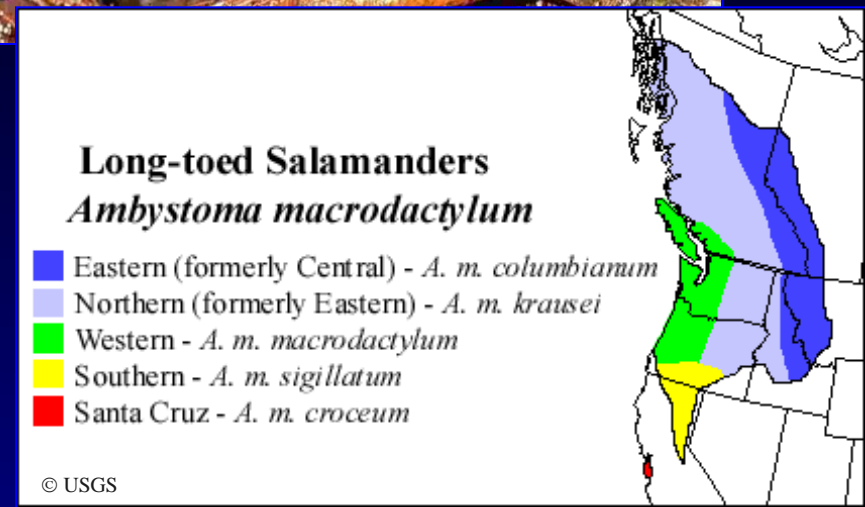 Long-toed Salamanders
Ambystoma macrodactylum
Eastern (formerly Central) - A. m. columbianum
Northern (formerly Eastern) - A. m. krausei
Western - A. m. macrodactylum
Southern - A. m. sigillatum
Santa Cruz - A. m. croceum
© USGS